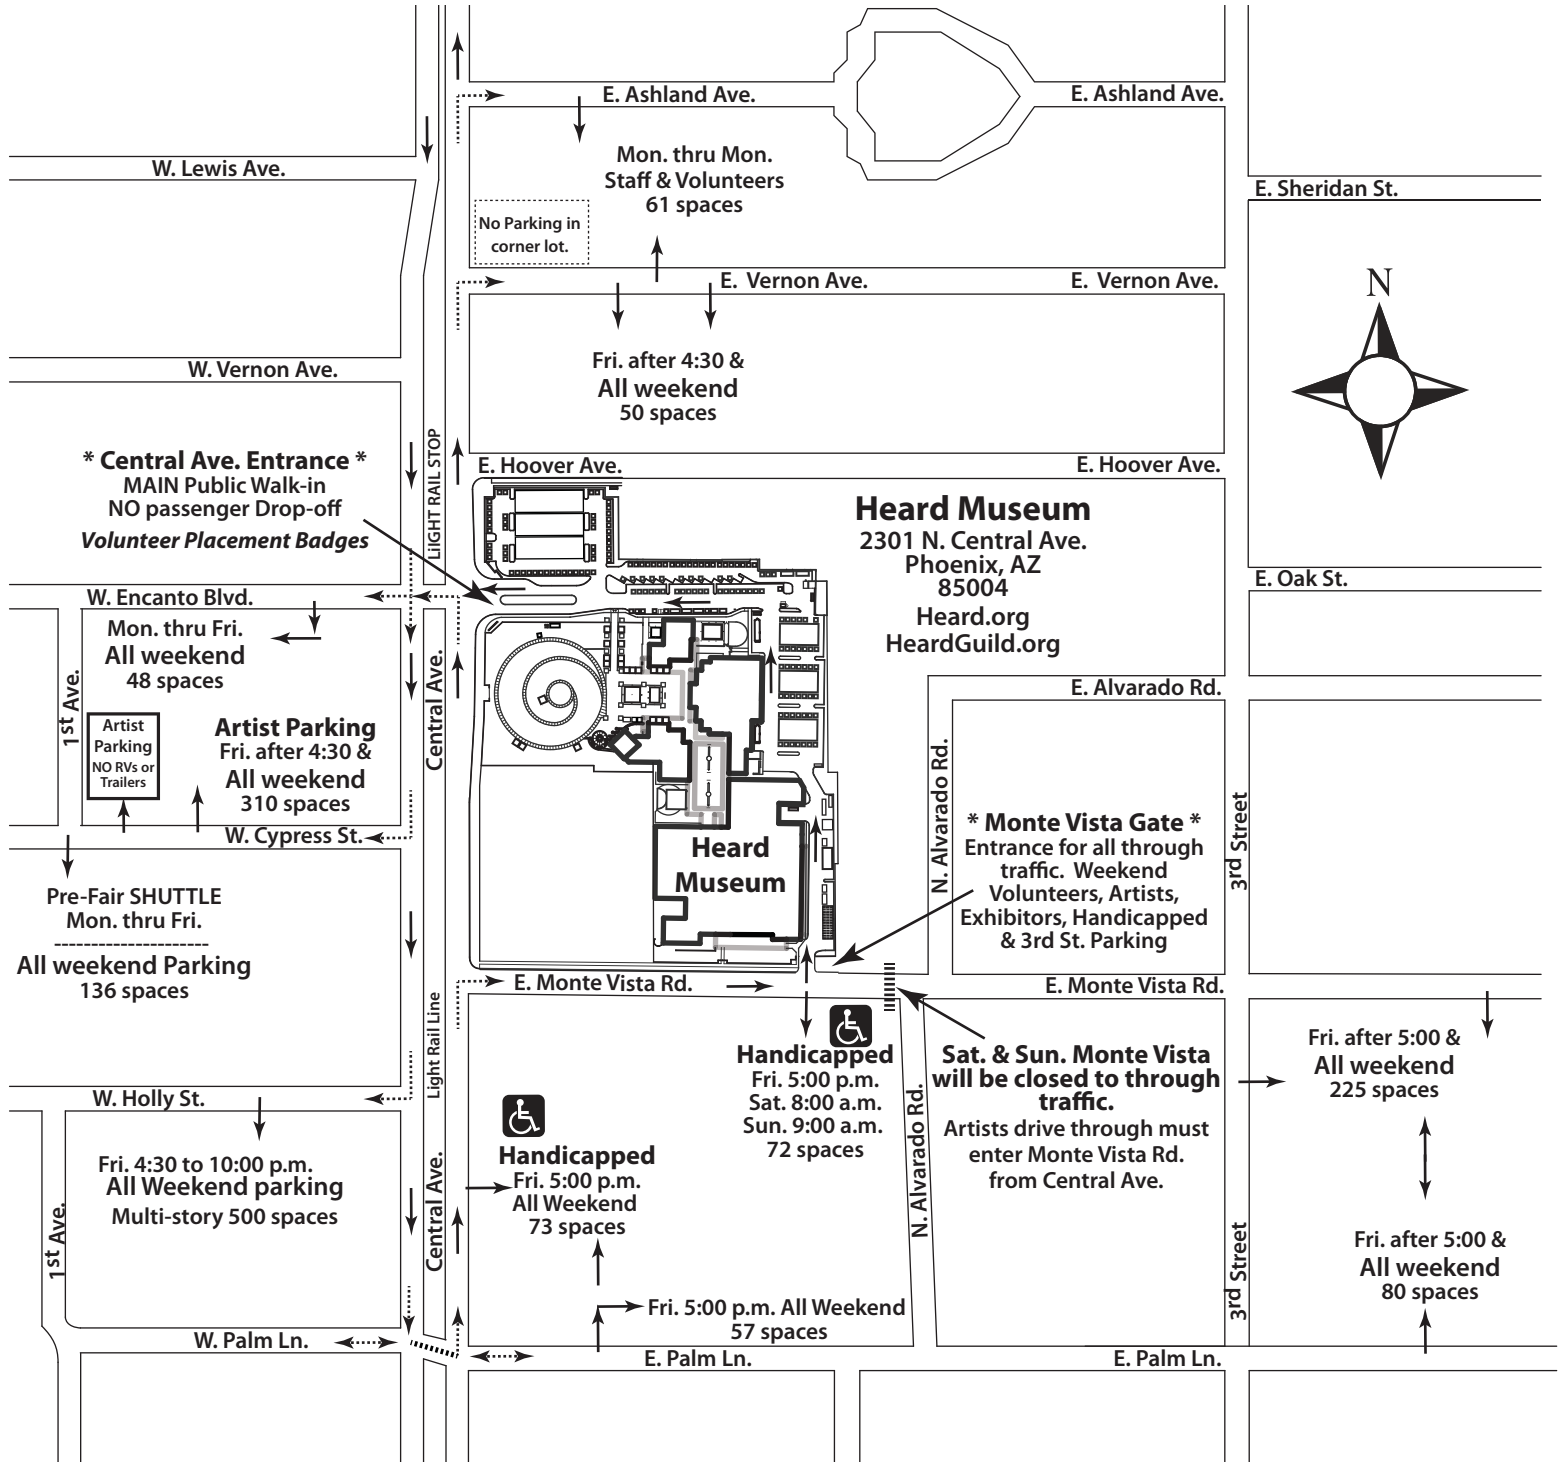 E. Ashland Ave.
E. Ashland Ave.
W. Lewis Ave.
Mon. thru Mon.
Staff & Volunteers
61 spaces
E. Sheridan St.
No Parking in
corner lot.
E. Vernon Ave.
E. Vernon Ave.
N
W. Vernon Ave.
Fri. after 4:30 &
All weekend
50 spaces
* Central Ave. Entrance *
MAIN Public Walk-in
NO passenger Drop-off
Volunteer Placement Badges
LiIGHT RAIL STOP
E. Hoover Ave.
E. Hoover Ave.
Heard Museum
2301 N. Central Ave.
Phoenix, AZ
85004
Heard.org
HeardGuild.org
E. Oak St.
W. Encanto Blvd.
Mon. thru Fri.
All weekend
48 spaces
1st Ave.
Central Ave.
E. Alvarado Rd.
Artist
Parking
NO RVs or
Trailers
Artist Parking
Fri. after 4:30 &
All weekend
310 spaces
N. Alvarado Rd.
3rd Street
W. Cypress St.
Heard
Museum
* Monte Vista Gate *
Entrance for all through
traffic. Weekend
Volunteers, Artists,
Exhibitors, Handicapped
& 3rd St. Parking
Pre-Fair SHUTTLE
Mon. thru Fri.
----------------------
All weekend Parking
136 spaces
E. Monte Vista Rd.
E. Monte Vista Rd.
Light Rail Line
Handicapped
Fri. 5:00 p.m.
Sat. 8:00 a.m.
Sun. 9:00 a.m.
72 spaces
Sat. & Sun. Monte Vista
will be closed to through
traffic.
Artists drive through must
enter Monte Vista Rd.
from Central Ave.
Fri. after 5:00 &
All weekend
225 spaces
W. Holly St.
N. Alvarado Rd.
Handicapped
Fri. 5:00 p.m.
All Weekend
73 spaces
Fri. 4:30 to 10:00 p.m.
All Weekend parking
Multi-story 500 spaces
1st Ave.
Central Ave.
3rd Street
Fri. after 5:00 &
All weekend
80 spaces
Fri. 5:00 p.m. All Weekend
57 spaces
W. Palm Ln.
E. Palm Ln.
E. Palm Ln.